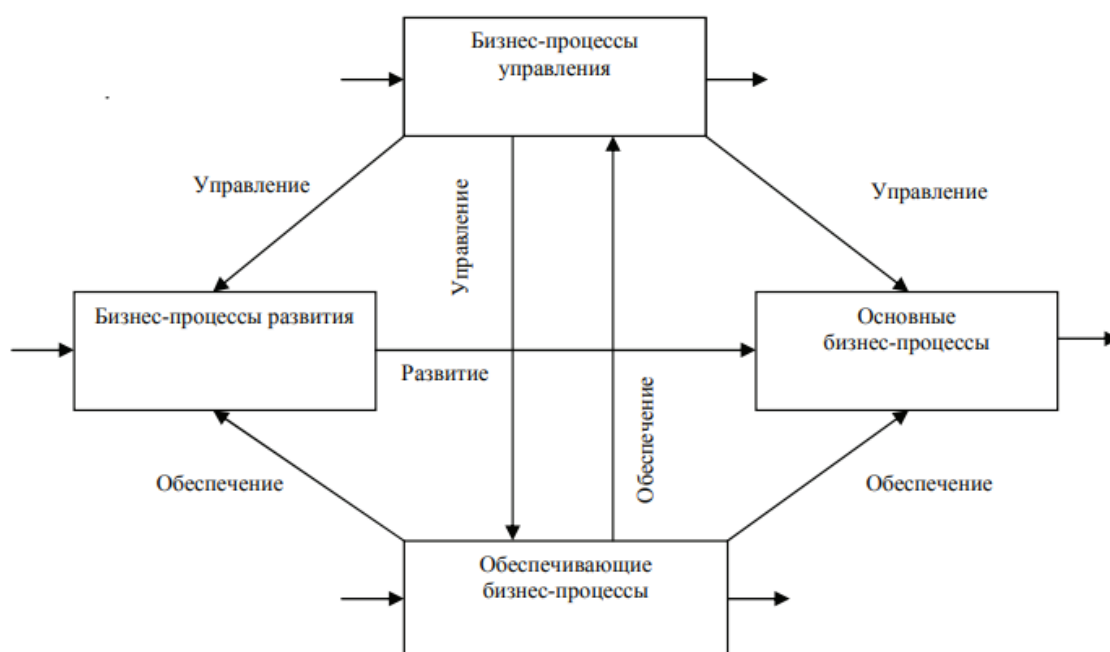 Бизнес-процессы
управления
Управление
Управление
Управление
Бизнес-процессы развития
Основные
бизнес-процессы
Развитие
Обеспечение
Обеспечение
Обеспечение
Обеспечивающие
бизнес-процессы